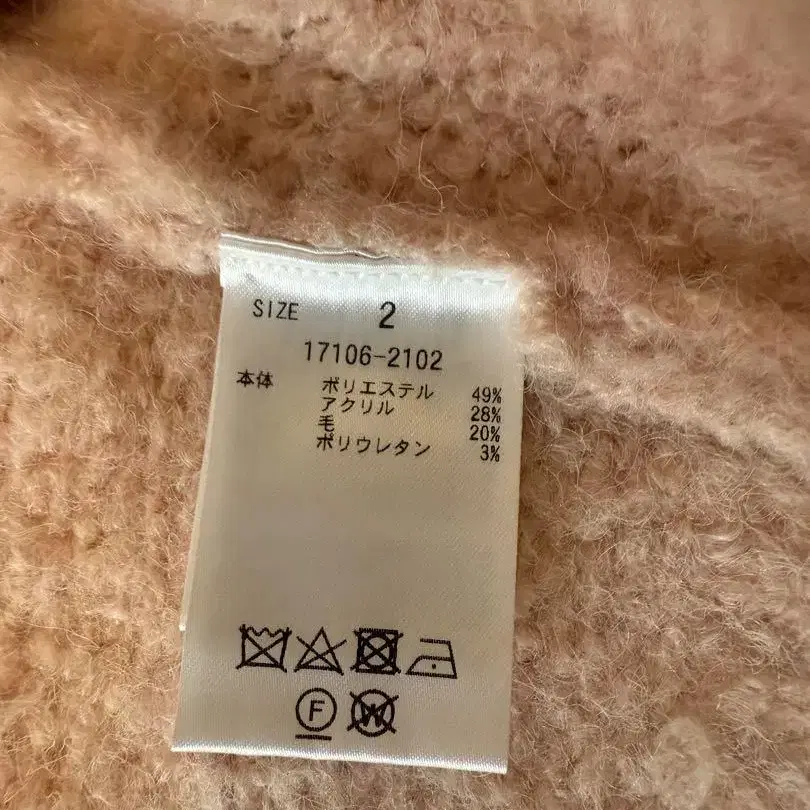 SIZE 2
17106-2102
本体 ポリエステル 49%
アクリル 28%
毛 20%
ポリウレタン 3%
F W